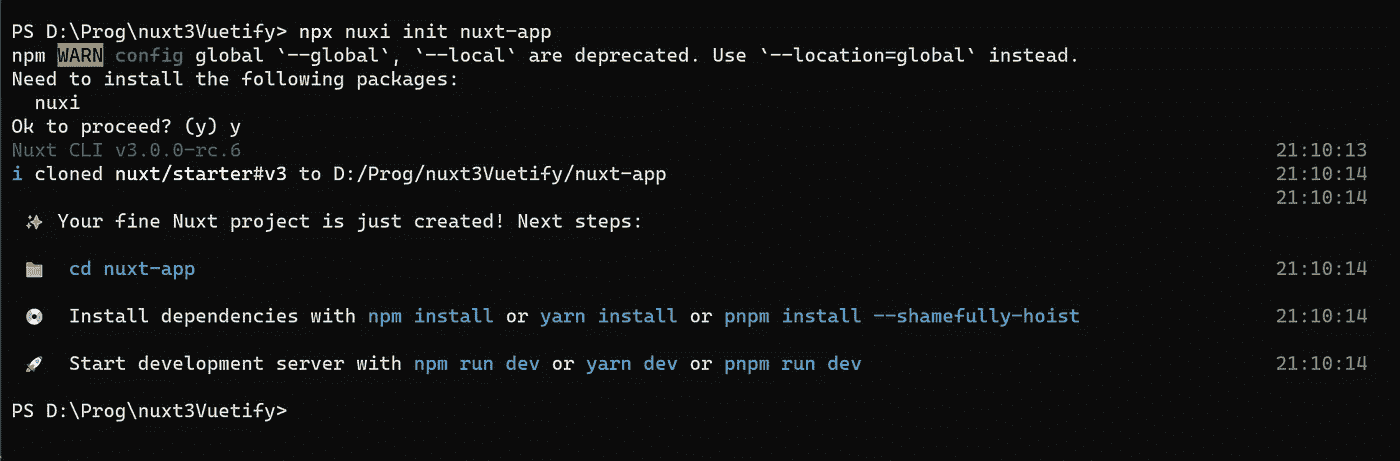 PS D:\Prog\nuxt3Vuetify> npx nuxi init nuxt-app
npm WARN config global `--global`, `--local` are deprecated. Use `--location=global` instead.
Need to install the following packages:
  nuxi
Ok to proceed? (y) y
Nuxt CLI v3.0.0-rc.6 21:10:13
i cloned nuxt/starter#v3 to D:/Prog/nuxt3Vuetify/nuxt-app 21:10:14
21:10:14
✨ Your fine Nuxt project is just created! Next steps:
📁 cd nuxt-app 21:10:14
💿 Install dependencies with npm install or yarn install or pnpm install --shamefully-hoist 21:10:14
🚀 Start development server with npm run dev or yarn dev or pnpm run dev 21:10:14
PS D:\Prog\nuxt3Vuetify>